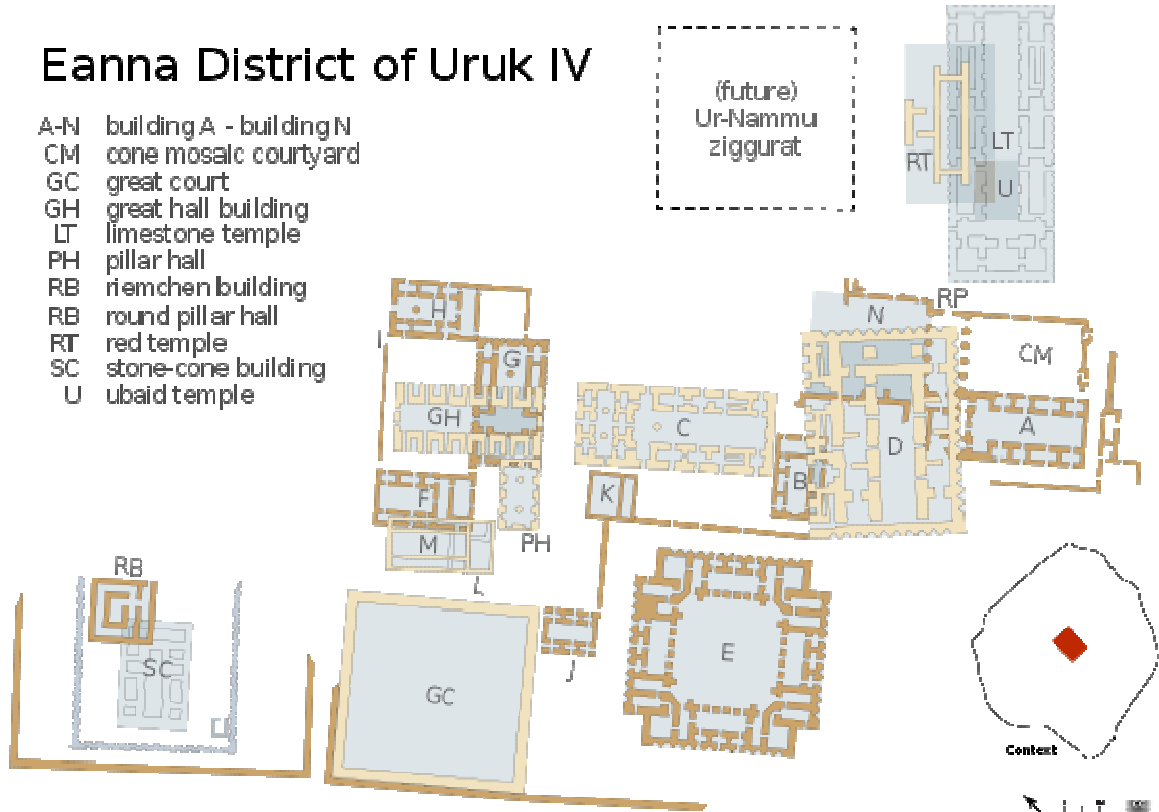 Eanna District of Uruk IV
A-N building A - building N
CM cone mosaic courtyard
GC great court
GH great hall building
LT limestone temple
PH pillar hall
RB riemchen building
RB round pillar hall
RT red temple
SC stone-cone building
U ubaid temple
(future)
Ur-Nammu
ziggurat
LT
RT
U
RP
N
CM
H
G
GH
C
D
A
F
K
B
M
PH
L
RB
SC
J
E
GC
Context